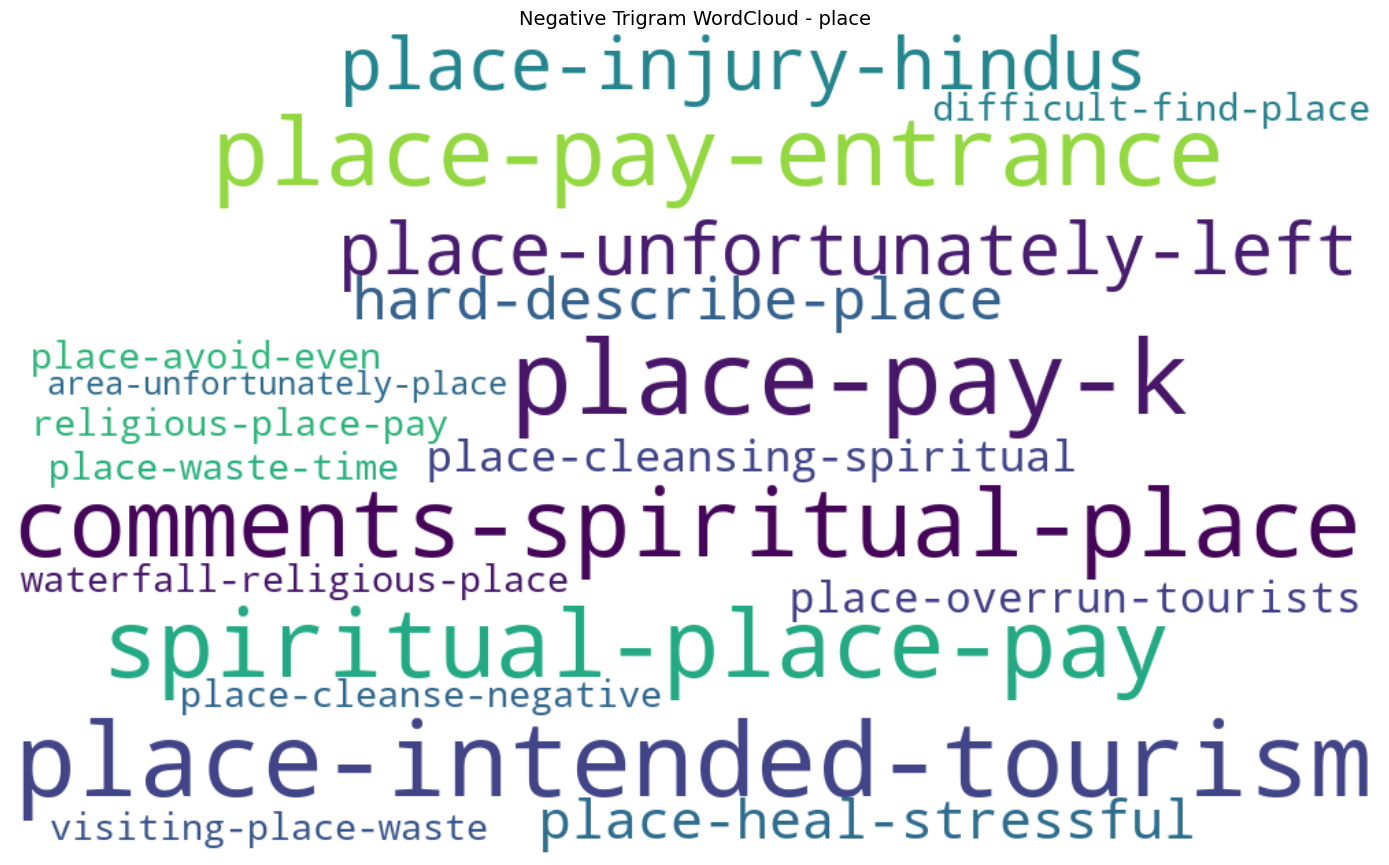 Negative Trigram WordCloud - place
place-injury-hindus
difficult-find-place
place-pay-entrance
place-unfortunately-left
hard-describe-place
place-avoid-even
place-pay-k
area-unfortunately-place
religious-place-pay
place-cleansing-spiritual
place-waste-time
comments-spiritual-place
waterfall-religious-place
place-overrun-tourists
spiritual-place-pay
place-cleanse-negative
place-intended-tourism
place-heal-stressful
visiting-place-waste